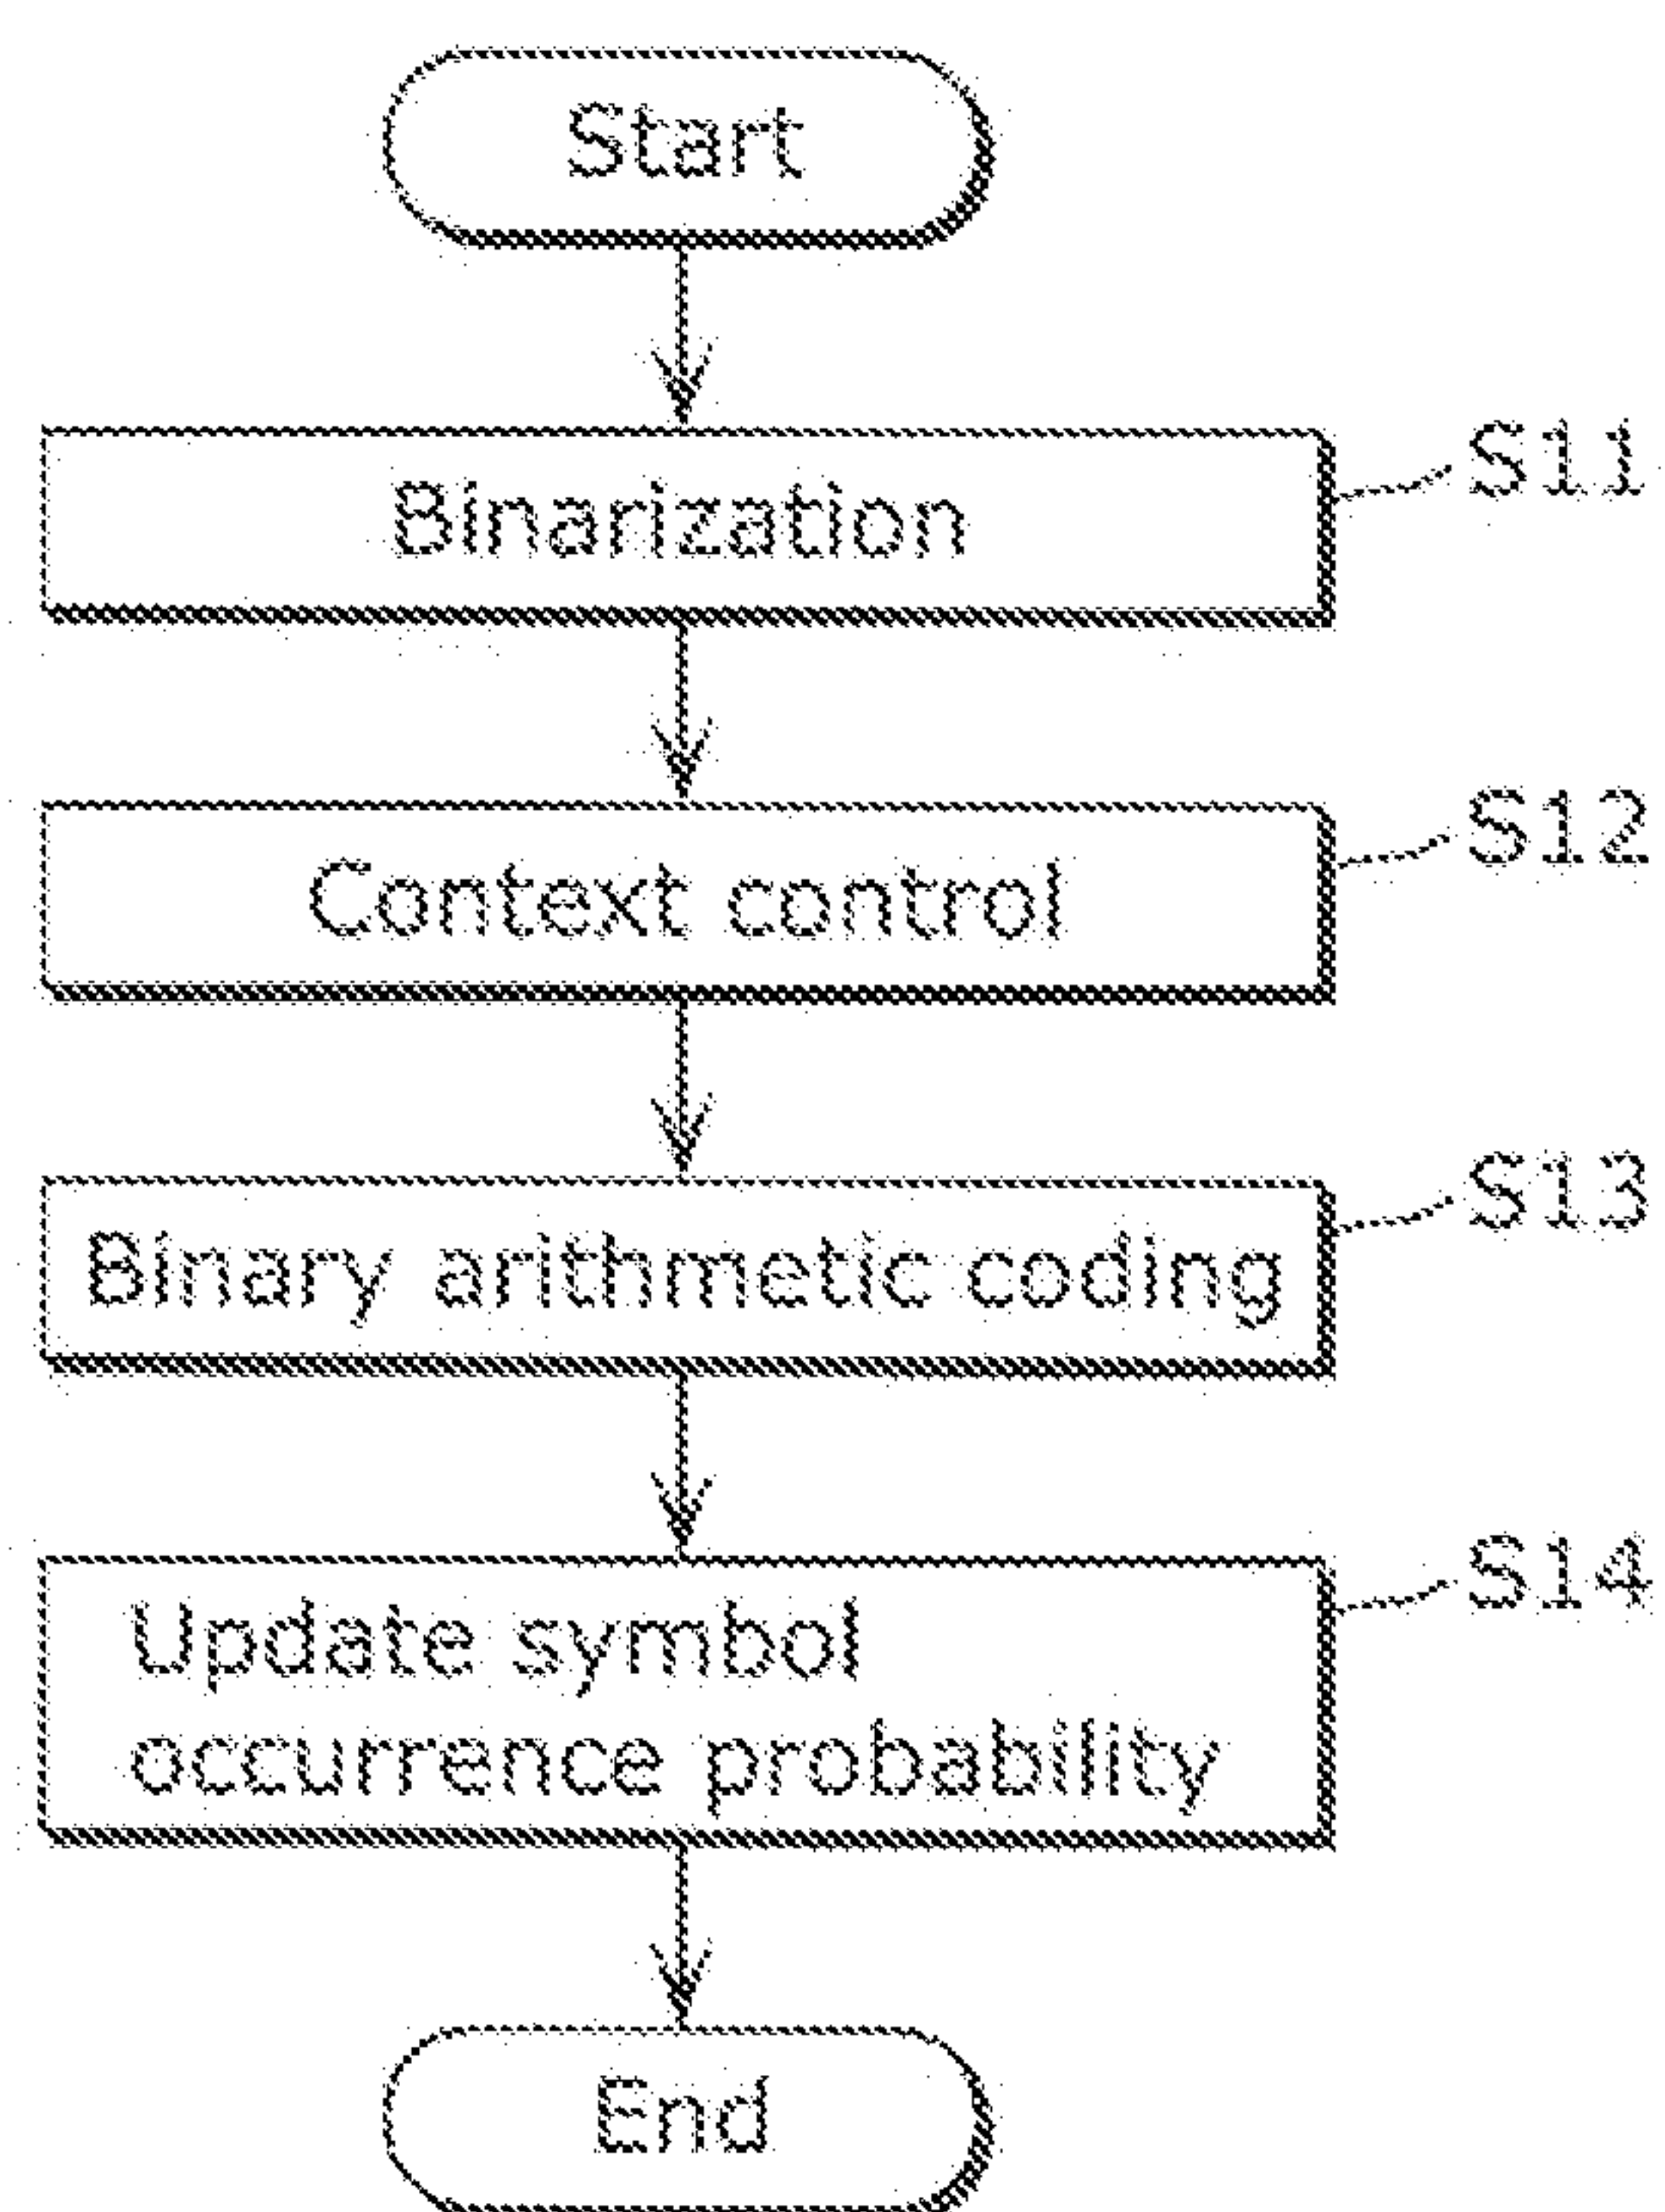 Start
Binarization
S11
Context control
S12
Binary arithmetic coding
S13
Update symbol
occurrence probability
S14
End